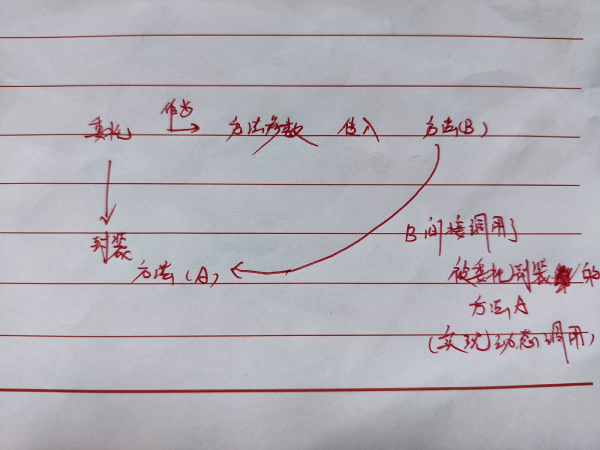 委托 作为 方法参数 传入 方法(B)
封装
方法(A)
B间接调用了
被委托封装的
方法A
(实现)动态调用,